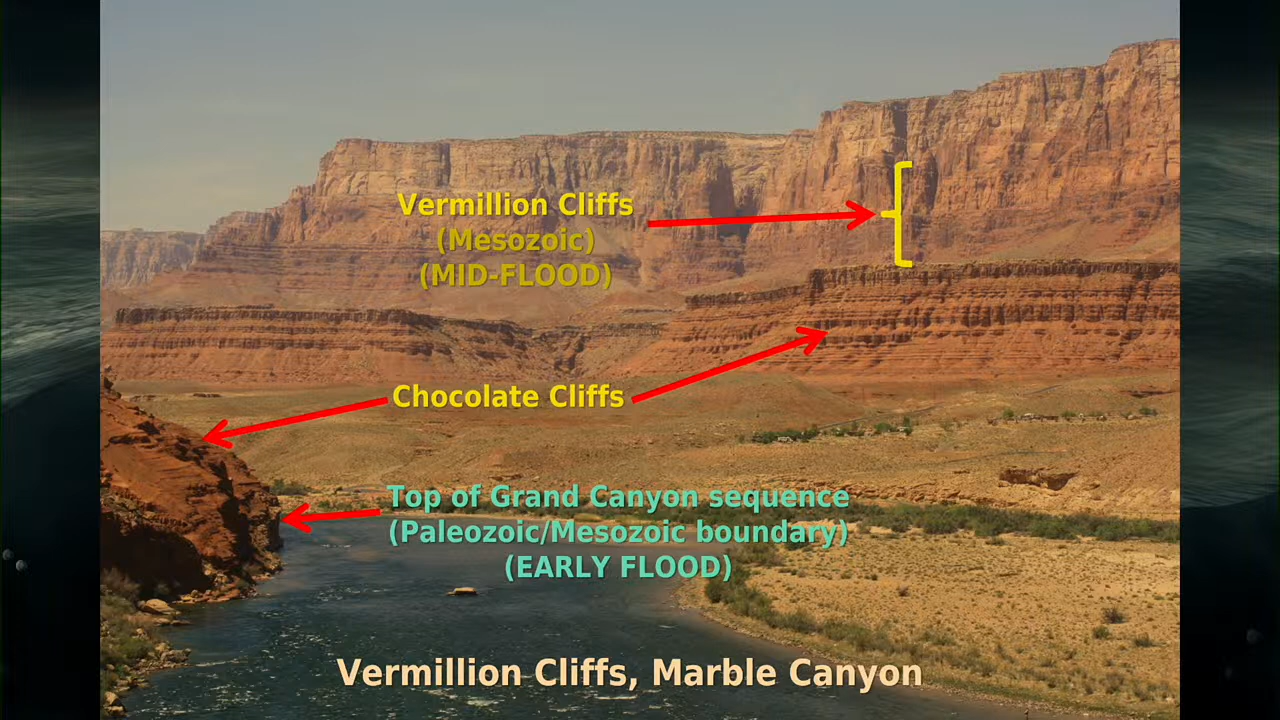 Vermillion Cliffs
(Mesozoic)
(MID-FLOOD)
Chocolate Cliffs
Top of Grand Canyon sequence
(Paleozoic/Mesozoic boundary)
(EARLY FLOOD)
Vermillion Cliffs, Marble Canyon